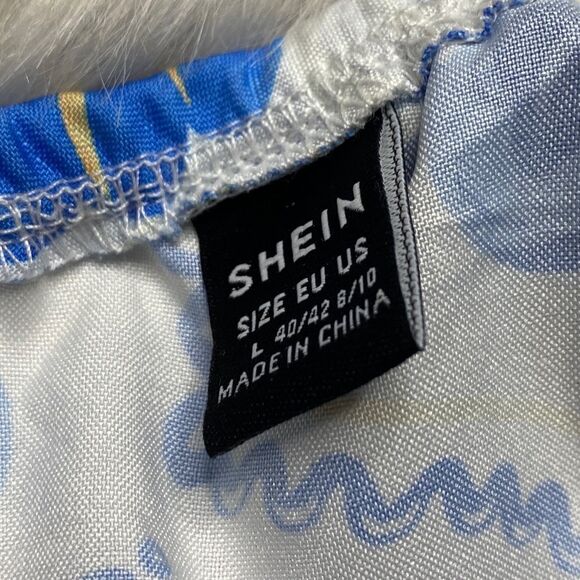 SHEIN
SIZE EU US
L 40/42 8/10
MADE IN CHINA